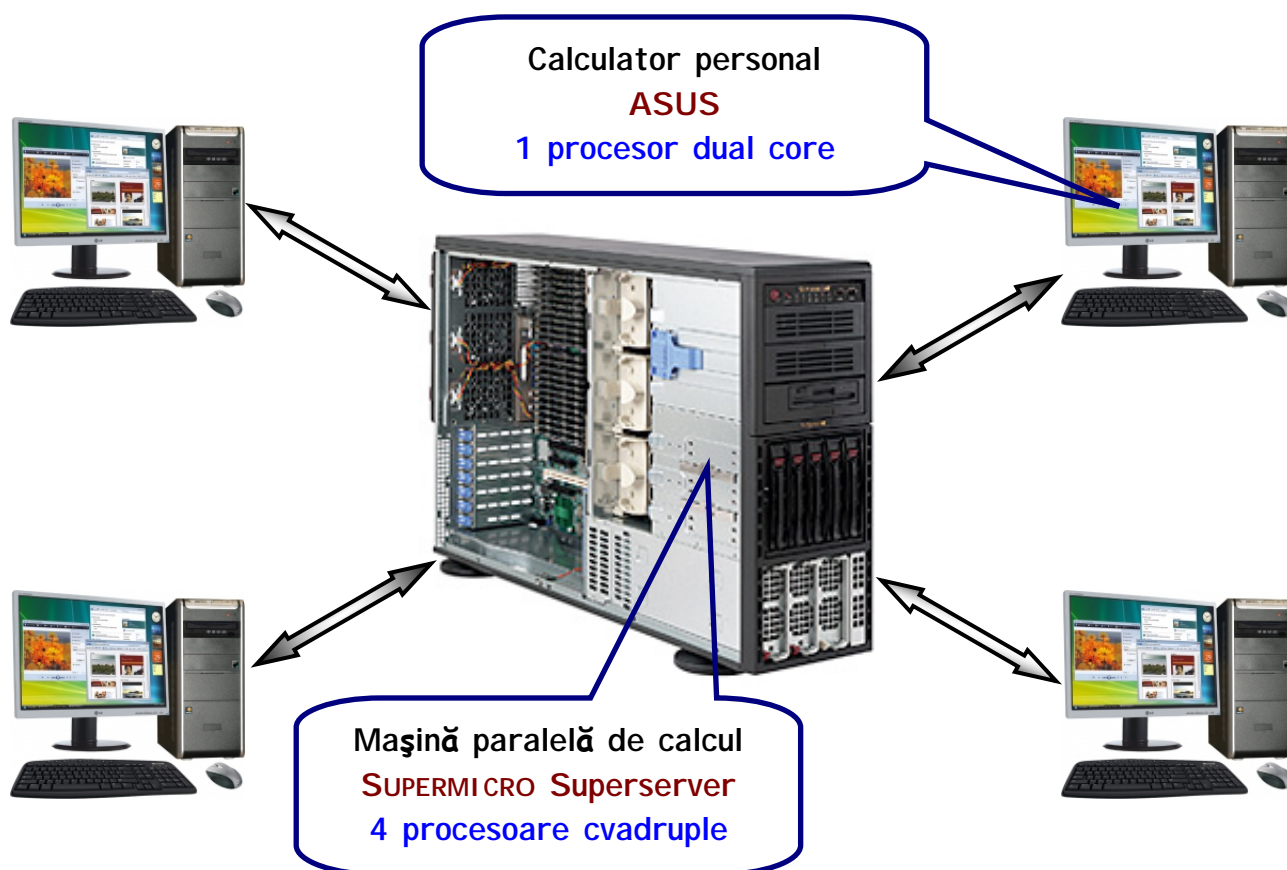 Calculator personal
ASUS
1 procesor dual core
Maşină paralelă de calcul
SUPERMICRO Superserver
4 procesoare cvadruple